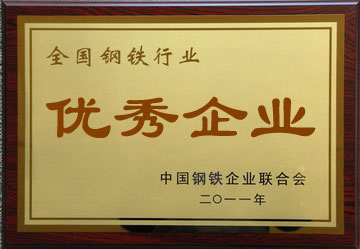 全国钢铁行业
优秀企业
中国钢铁企业联合会
二〇一一年